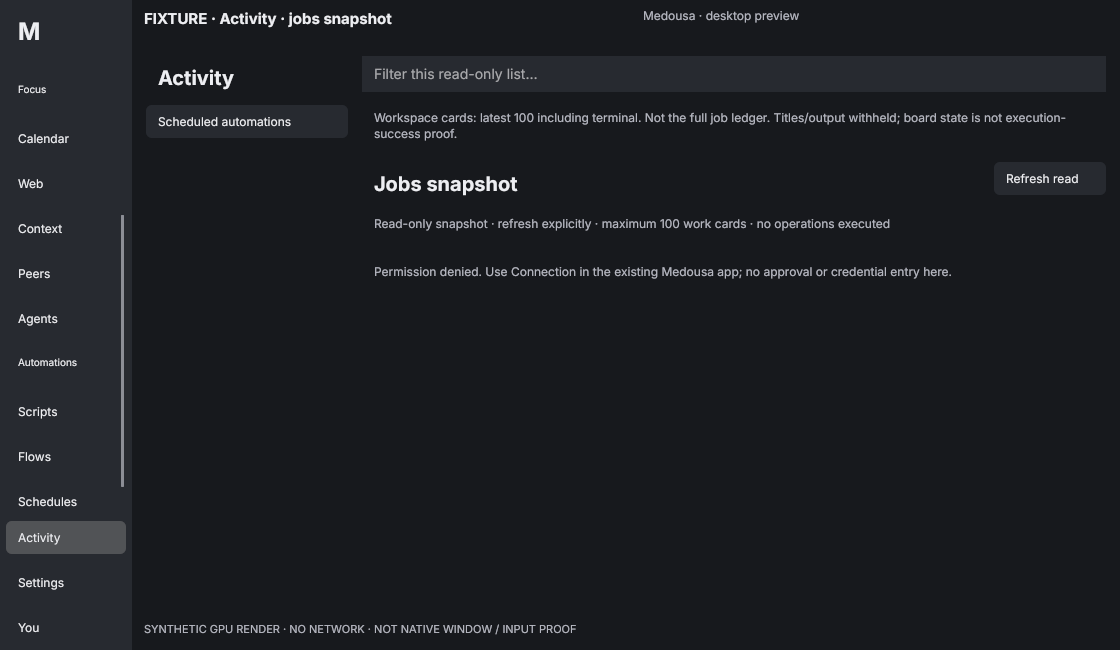 M
FIXTURE · Activity · jobs snapshot
Medousa · desktop preview
Focus
Calendar
Web
Context
Peers
Agents
Automations
Scripts
Flows
Schedules
Activity
Settings
You
Activity
Scheduled automations
Filter this read-only list...
Workspace cards: latest 100 including terminal. Not the full job ledger. Titles/output withheld; board state is not execution-
success proof.
Jobs snapshot
Refresh read
Read-only snapshot · refresh explicitly · maximum 100 work cards · no operations executed
Permission denied. Use Connection in the existing Medousa app; no approval or credential entry here.
SYNTHETIC GPU RENDER · NO NETWORK · NOT NATIVE WINDOW / INPUT PROOF